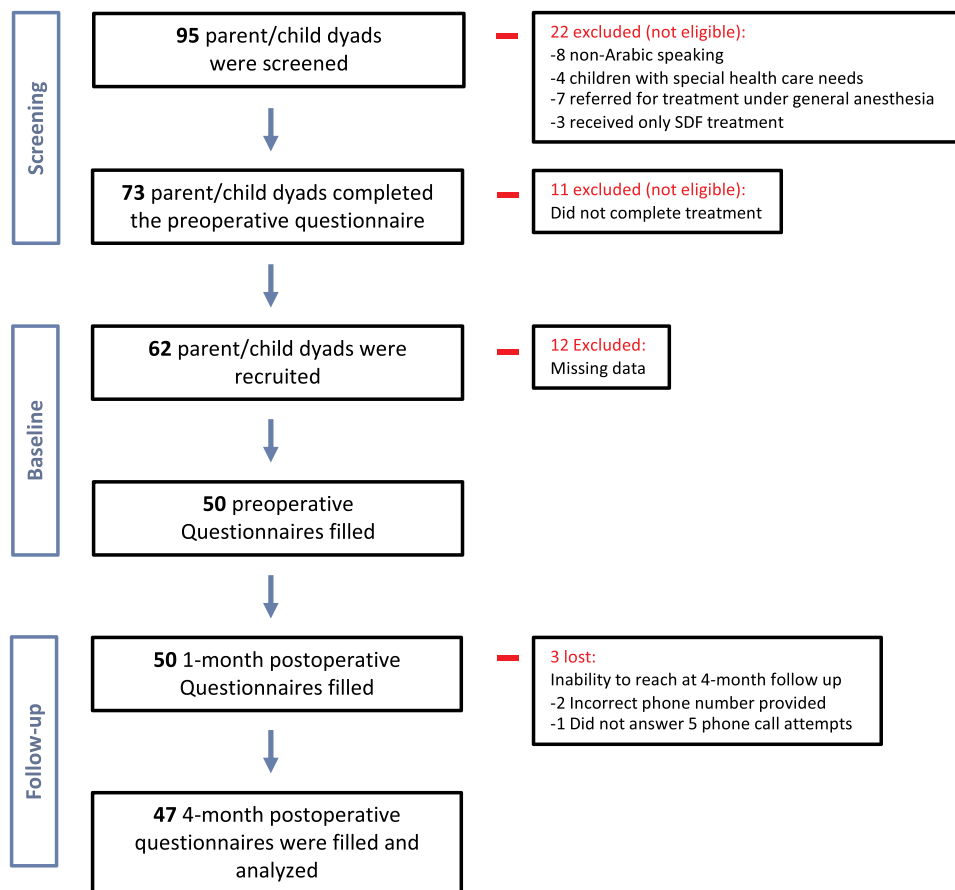 Screening
95 parent/child dyads
were screened
22 excluded (not eligible):
-8 non-Arabic speaking
-4 children with special health care needs
-7 referred for treatment under general anesthesia
-3 received only SDF treatment
73 parent/child dyads completed
the preoperative questionnaire
11 excluded (not eligible):
Did not complete treatment
Baseline
62 parent/child dyads were
recruited
12 Excluded:
Missing data
50 preoperative
Questionnaires filled
Follow-up
50 1-month postoperative
Questionnaires filled
3 lost:
Inability to reach at 4-month follow up
-2 Incorrect phone number provided
-1 Did not answer 5 phone call attempts
47 4-month postoperative
questionnaires were filled and
analyzed